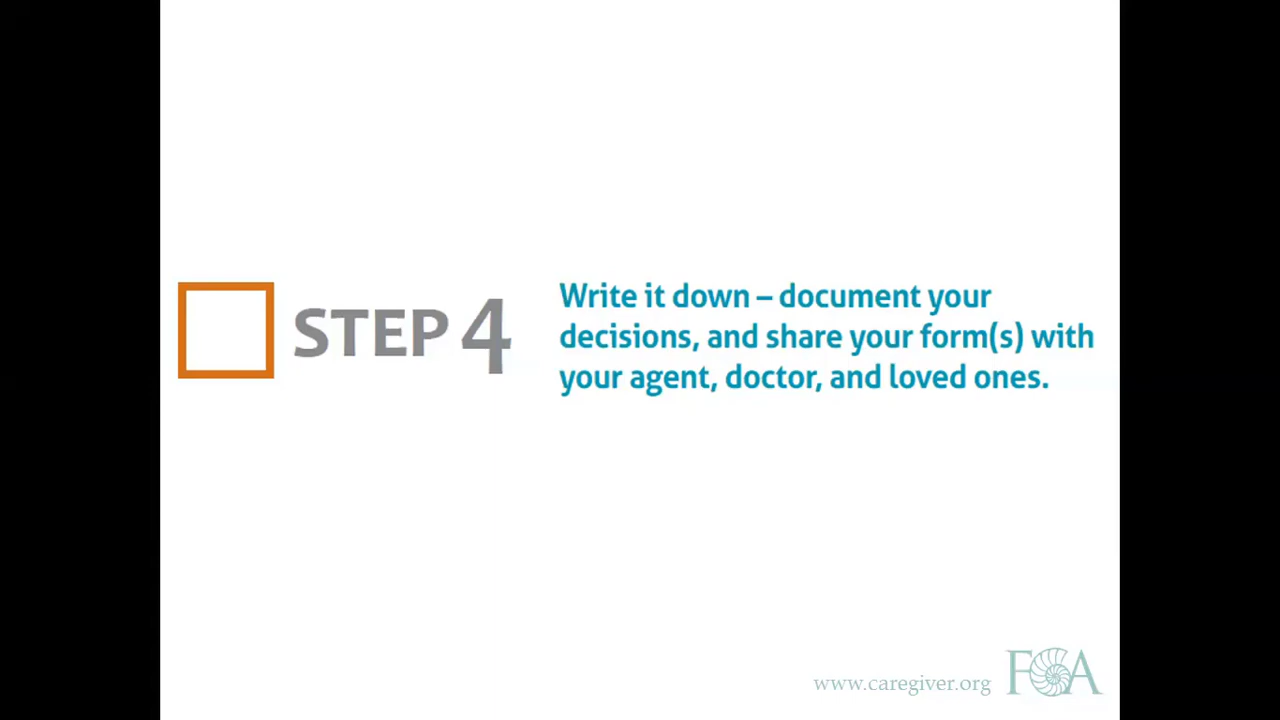 STEP 4
Write it down – document your
decisions, and share your form(s) with
your agent, doctor, and loved ones.
www.caregiver.org
FCA